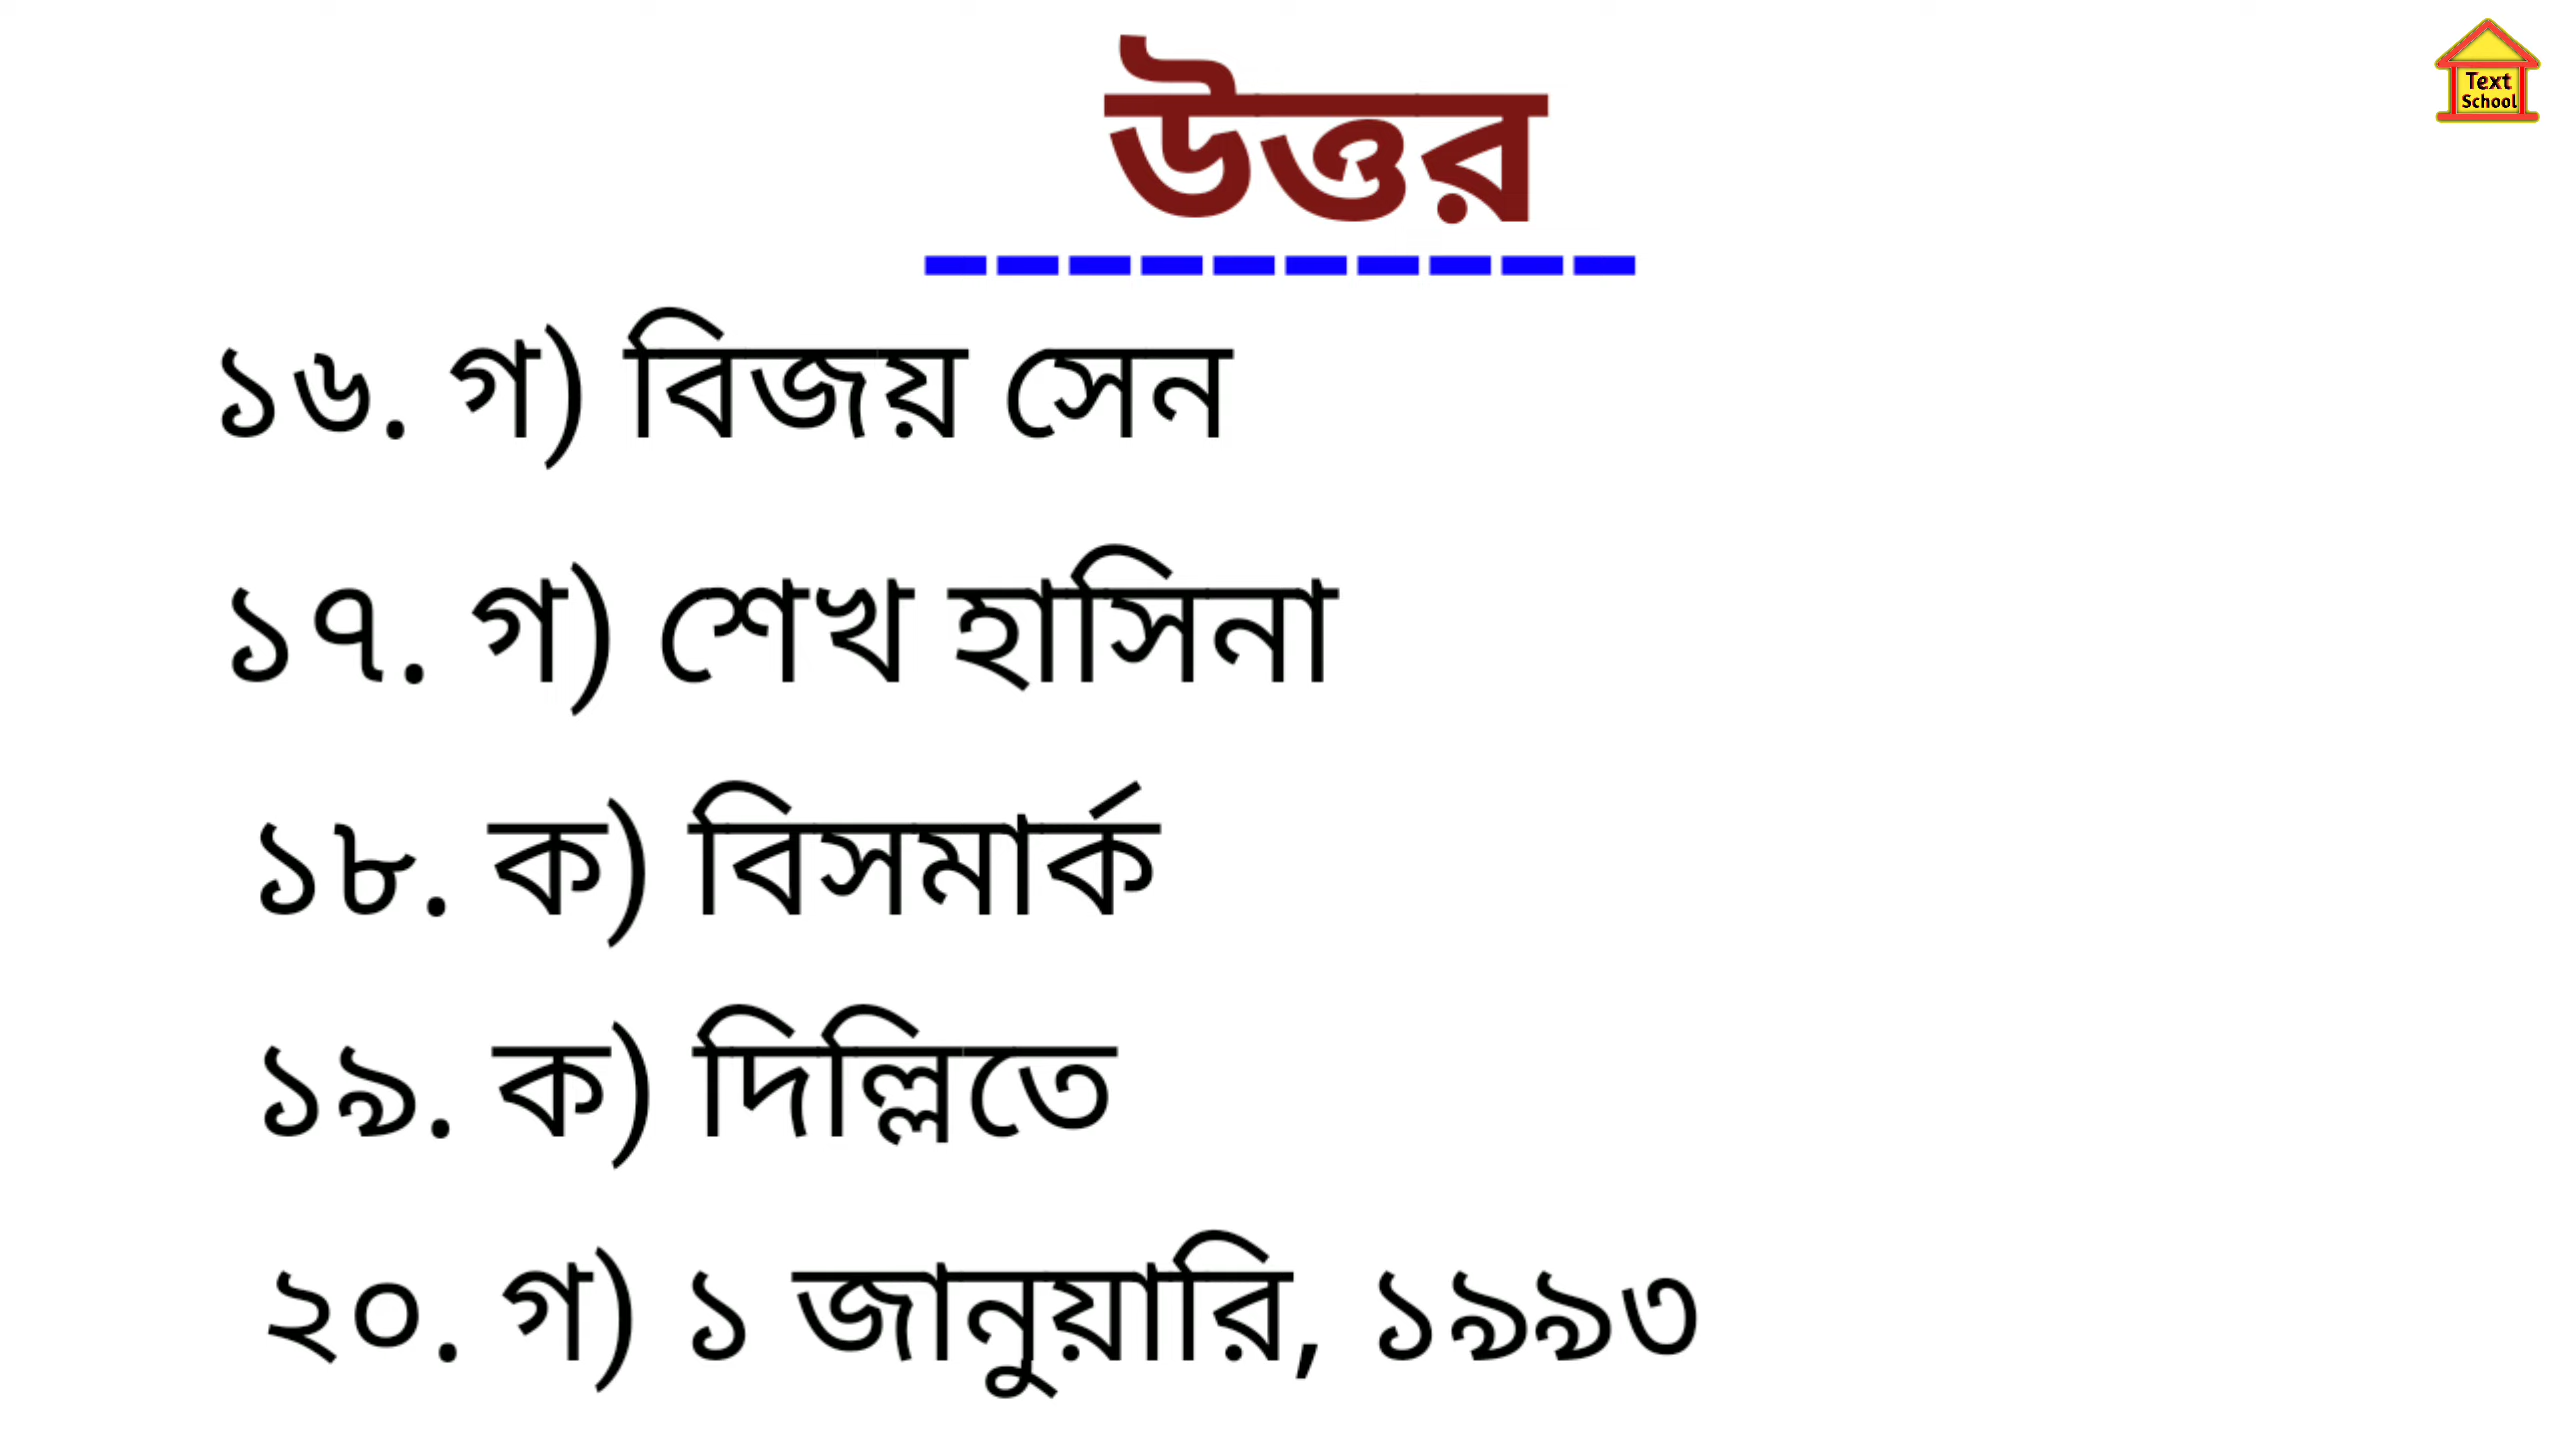 উত্তর
Text
School
১৬. গ) বিজয় সেন
১৭. গ) শেখ হাসিনা
১৮. ক) বিসমার্ক
১৯. ক) দিল্লিতে
২০. গ) ১ জানুয়ারি, ১৯৯৩